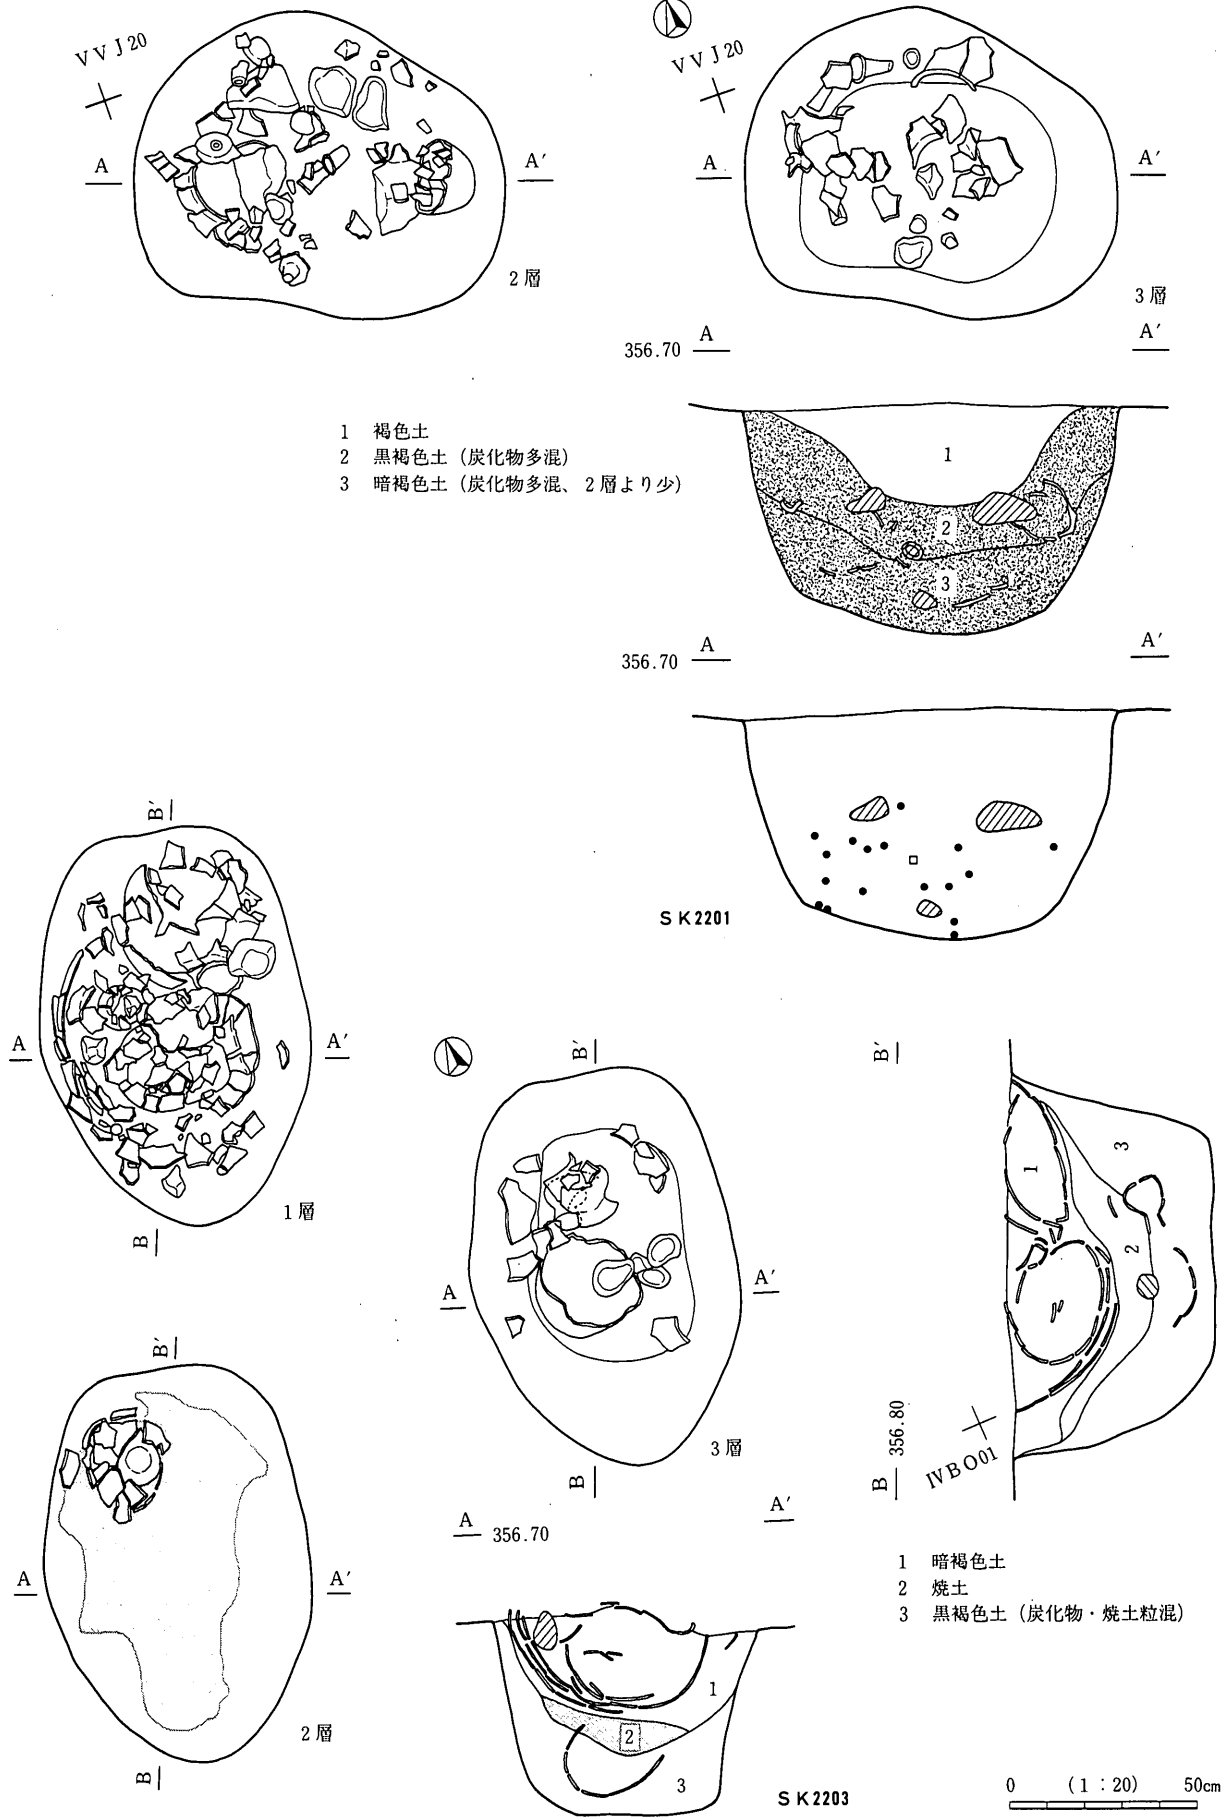 VVJ20
A
A′
2層
VVJ20
A
A′
3層
356.70 A
A′
1 褐色土
2 黒褐色土（炭化物多混）
3 暗褐色土（炭化物多混、2層より少）
1
2
3
356.70 A
A′
SK2201
B′
A
A′
B
1層
B′
A
A′
B
3層
B′
1
2
3
B 356.80
ⅣBO01
B′
A
A′
B
2層
A 356.70
A′
1 暗褐色土
2 焼土
3 黒褐色土（炭化物・焼土粒混）
1
2
3
SK2203
0 (1：20) 50cm